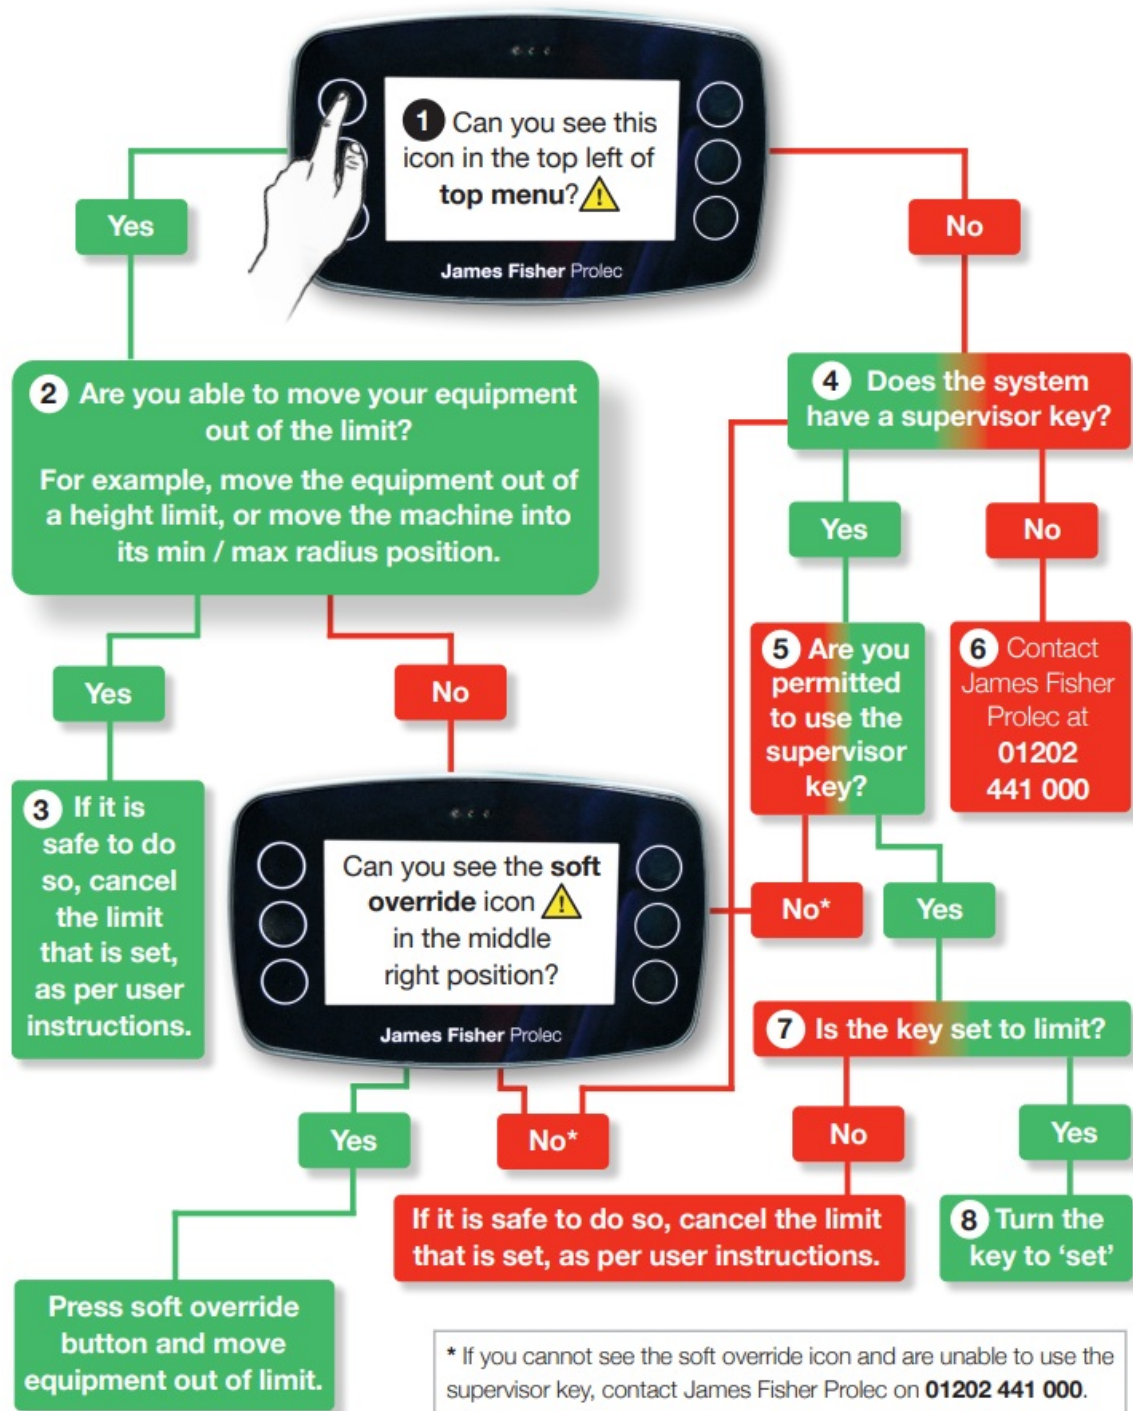 1 Can you see this
icon in the top left of
top menu?
James Fisher Prolec
Yes
No
2 Are you able to move your equipment
out of the limit?
For example, move the equipment out of
a height limit, or move the machine into
its min / max radius position.
4 Does the system
have a supervisor key?
Yes
No
Yes
No
5 Are you
permitted
to use the
supervisor
key?
6 Contact
James Fisher
Prolec at
01202
441 000
3 If it is
safe to do
so, cancel
the limit
that is set,
as per user
instructions.
Can you see the soft
override icon
in the middle
right position?
James Fisher Prolec
No*
Yes
7 Is the key set to limit?
Yes
No*
No
Yes
If it is safe to do so, cancel the limit
that is set, as per user instructions.
8 Turn the
key to ‘set’
Press soft override
button and move
equipment out of limit.
* If you cannot see the soft override icon and are unable to use the
supervisor key, contact James Fisher Prolec on 01202 441 000.